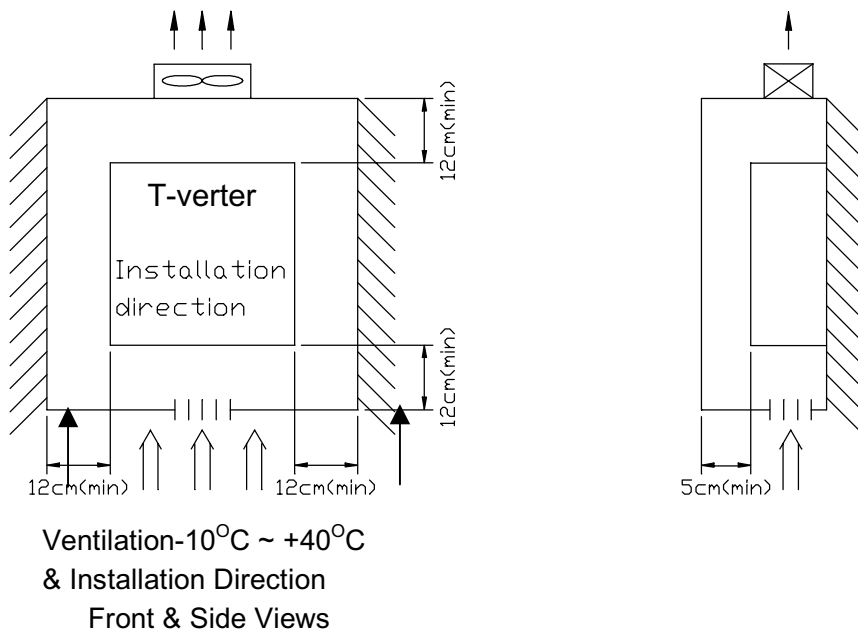 12cm(min)
T-verter
Installation
direction
12cm(min)
12cm(min)
12cm(min)
5cm(min)
Ventilation-10°C ~ +40°C
& Installation Direction
Front & Side Views